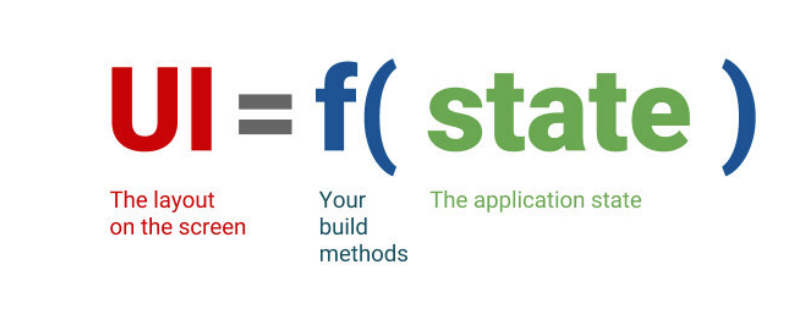 UI = f( state )
The layout
on the screen
Your
build
methods
The application state